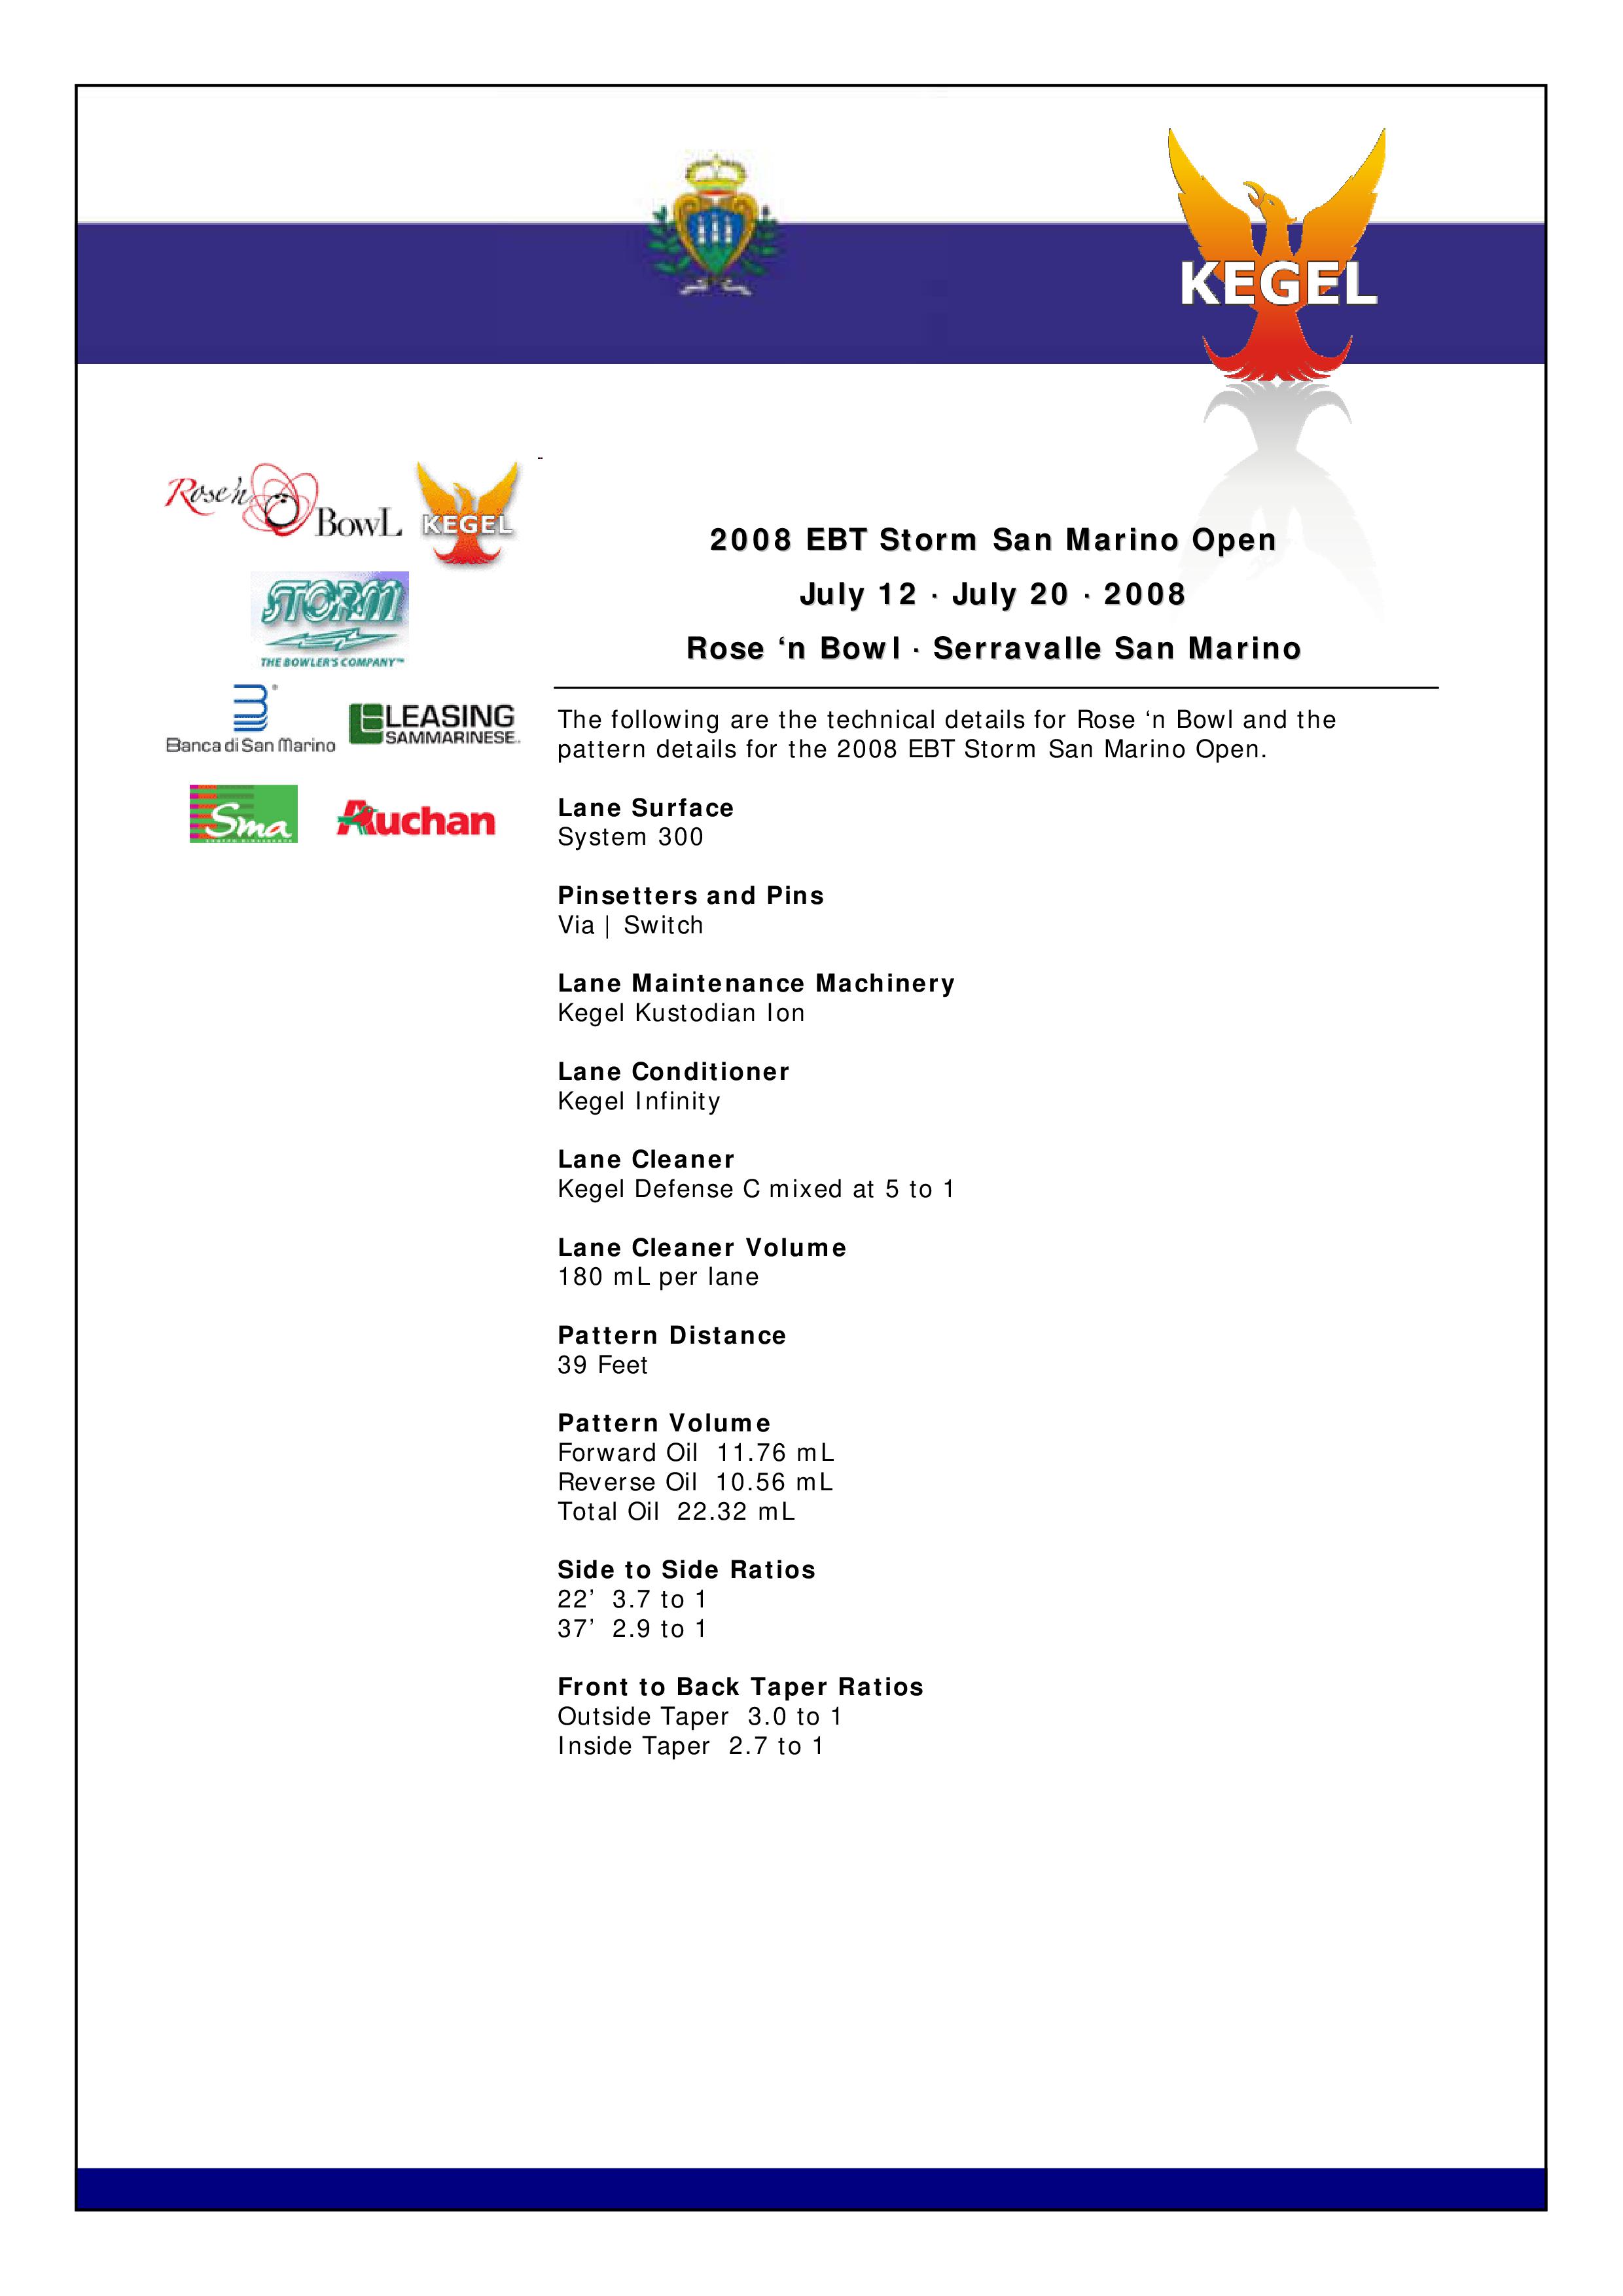 KEGEL
Rose'n BowL
KEGEL
STORM
THE BOWLER'S COMPANY™
Banca di San Marino
LEASING
SAMMARINESE.
Sma
Auchan
2008 EBT Storm San Marino Open
July 12 · July 20 · 2008
Rose ‘n Bowl · Serravalle San Marino
The following are the technical details for Rose ‘n Bowl and the
pattern details for the 2008 EBT Storm San Marino Open.
Lane Surface
System 300
Pinsetters and Pins
Via | Switch
Lane Maintenance Machinery
Kegel Kustodian Ion
Lane Conditioner
Kegel Infinity
Lane Cleaner
Kegel Defense C mixed at 5 to 1
Lane Cleaner Volume
180 mL per lane
Pattern Distance
39 Feet
Pattern Volume
Forward Oil 11.76 mL
Reverse Oil 10.56 mL
Total Oil 22.32 mL
Side to Side Ratios
22’ 3.7 to 1
37’ 2.9 to 1
Front to Back Taper Ratios
Outside Taper 3.0 to 1
Inside Taper 2.7 to 1